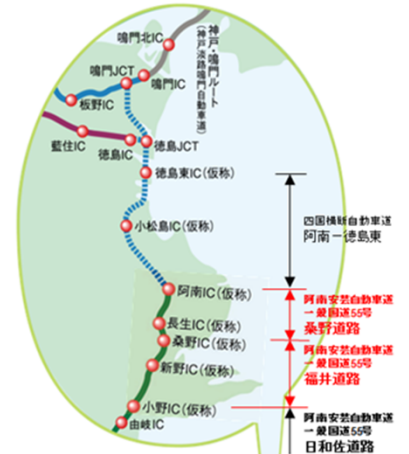 鳴門北IC
鳴門JCT
鳴門IC
神戸・鳴門ルート
(神戸淡路鳴門自動車道)
板野IC
藍住IC
徳島IC
徳島JCT
徳島東IC(仮称)
小松島IC(仮称)
四国横断自動車道
阿南ー徳島東
阿南IC(仮称)
阿南安芸自動車道
一般国道55号
桑野道路
長生IC(仮称)
桑野IC(仮称)
阿南安芸自動車道
一般国道55号
福井道路
新野IC(仮称)
小野IC(仮称)
由岐IC
阿南安芸自動車道
一般国道55号
日和佐道路